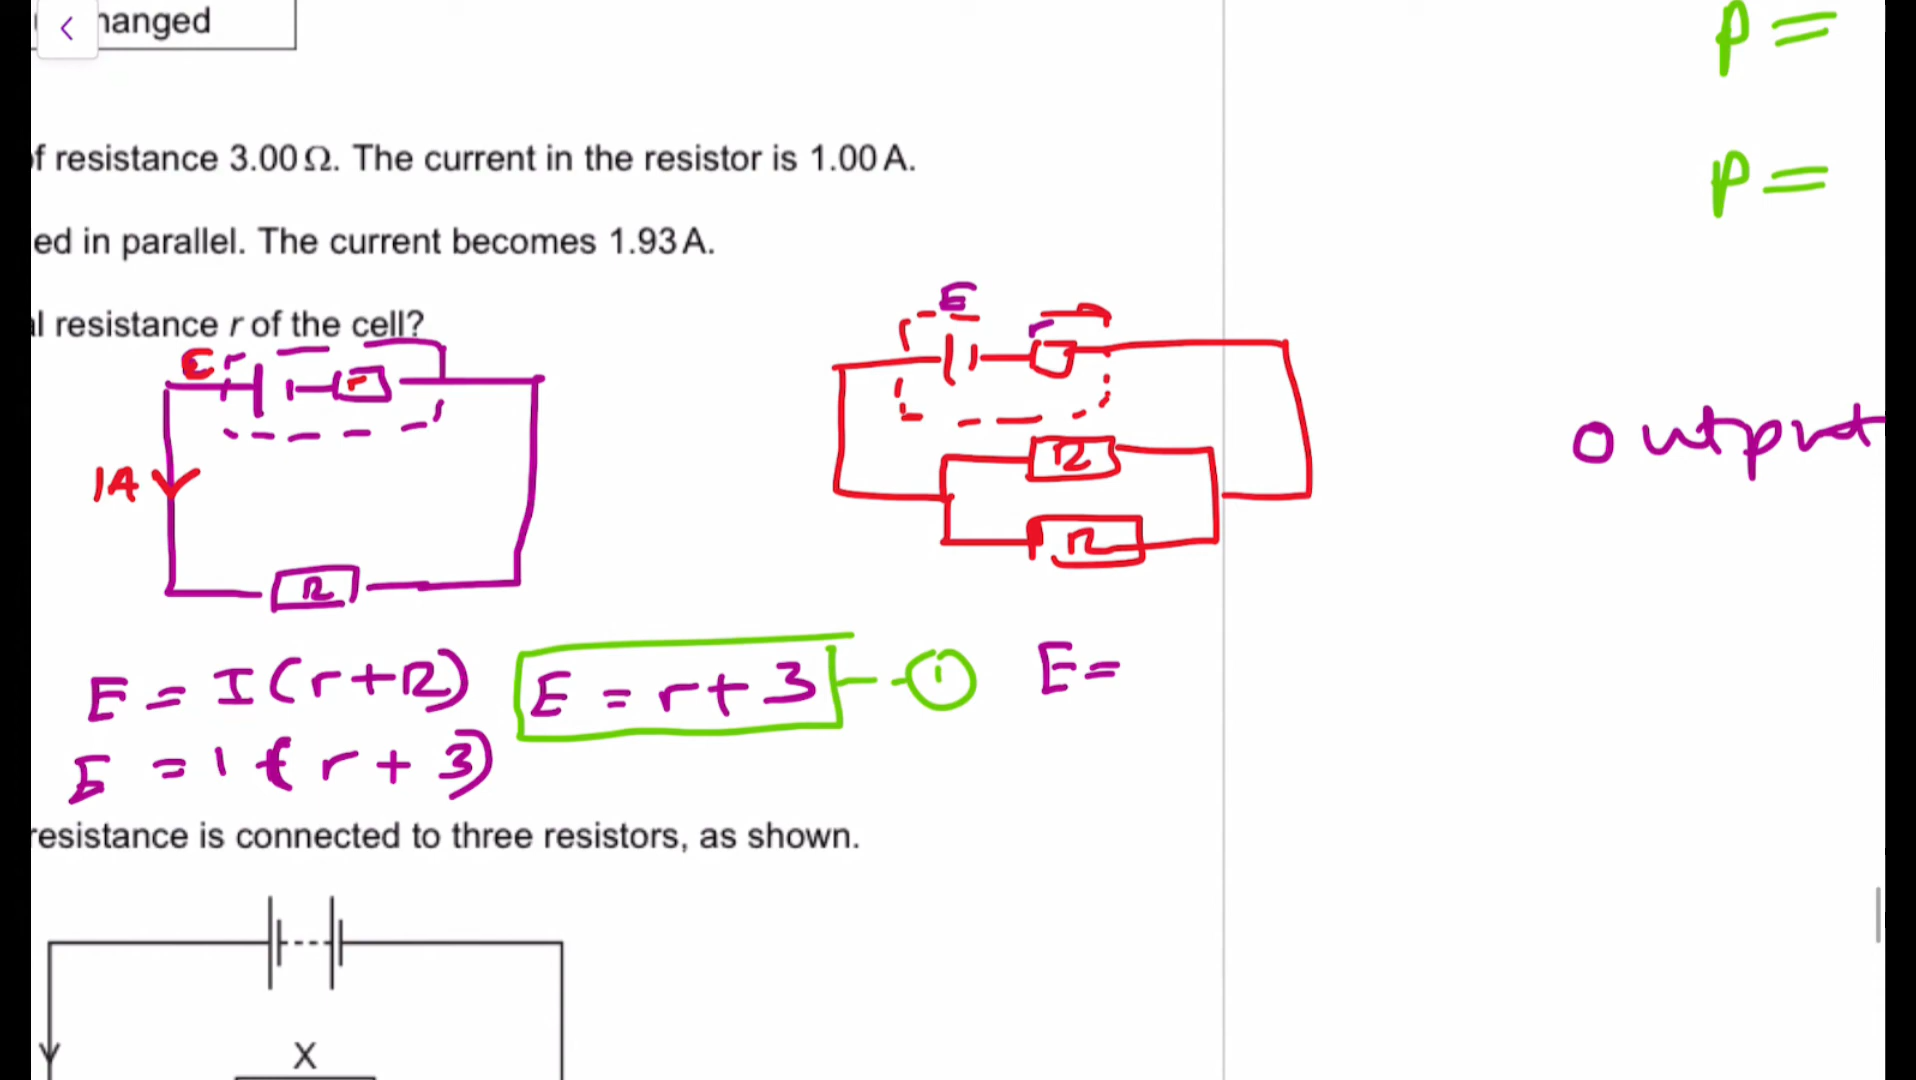 hanged
f resistance 3.00 Ω. The current in the resistor is 1.00 A.
ed in parallel. The current becomes 1.93 A.
l resistance r of the cell?
E
r
1A
R
E
r
R
R
E = I(r+R)
E = r+3
1
E =
E = 1(r+3)
resistance is connected to three resistors, as shown.
X
P =
P =
output